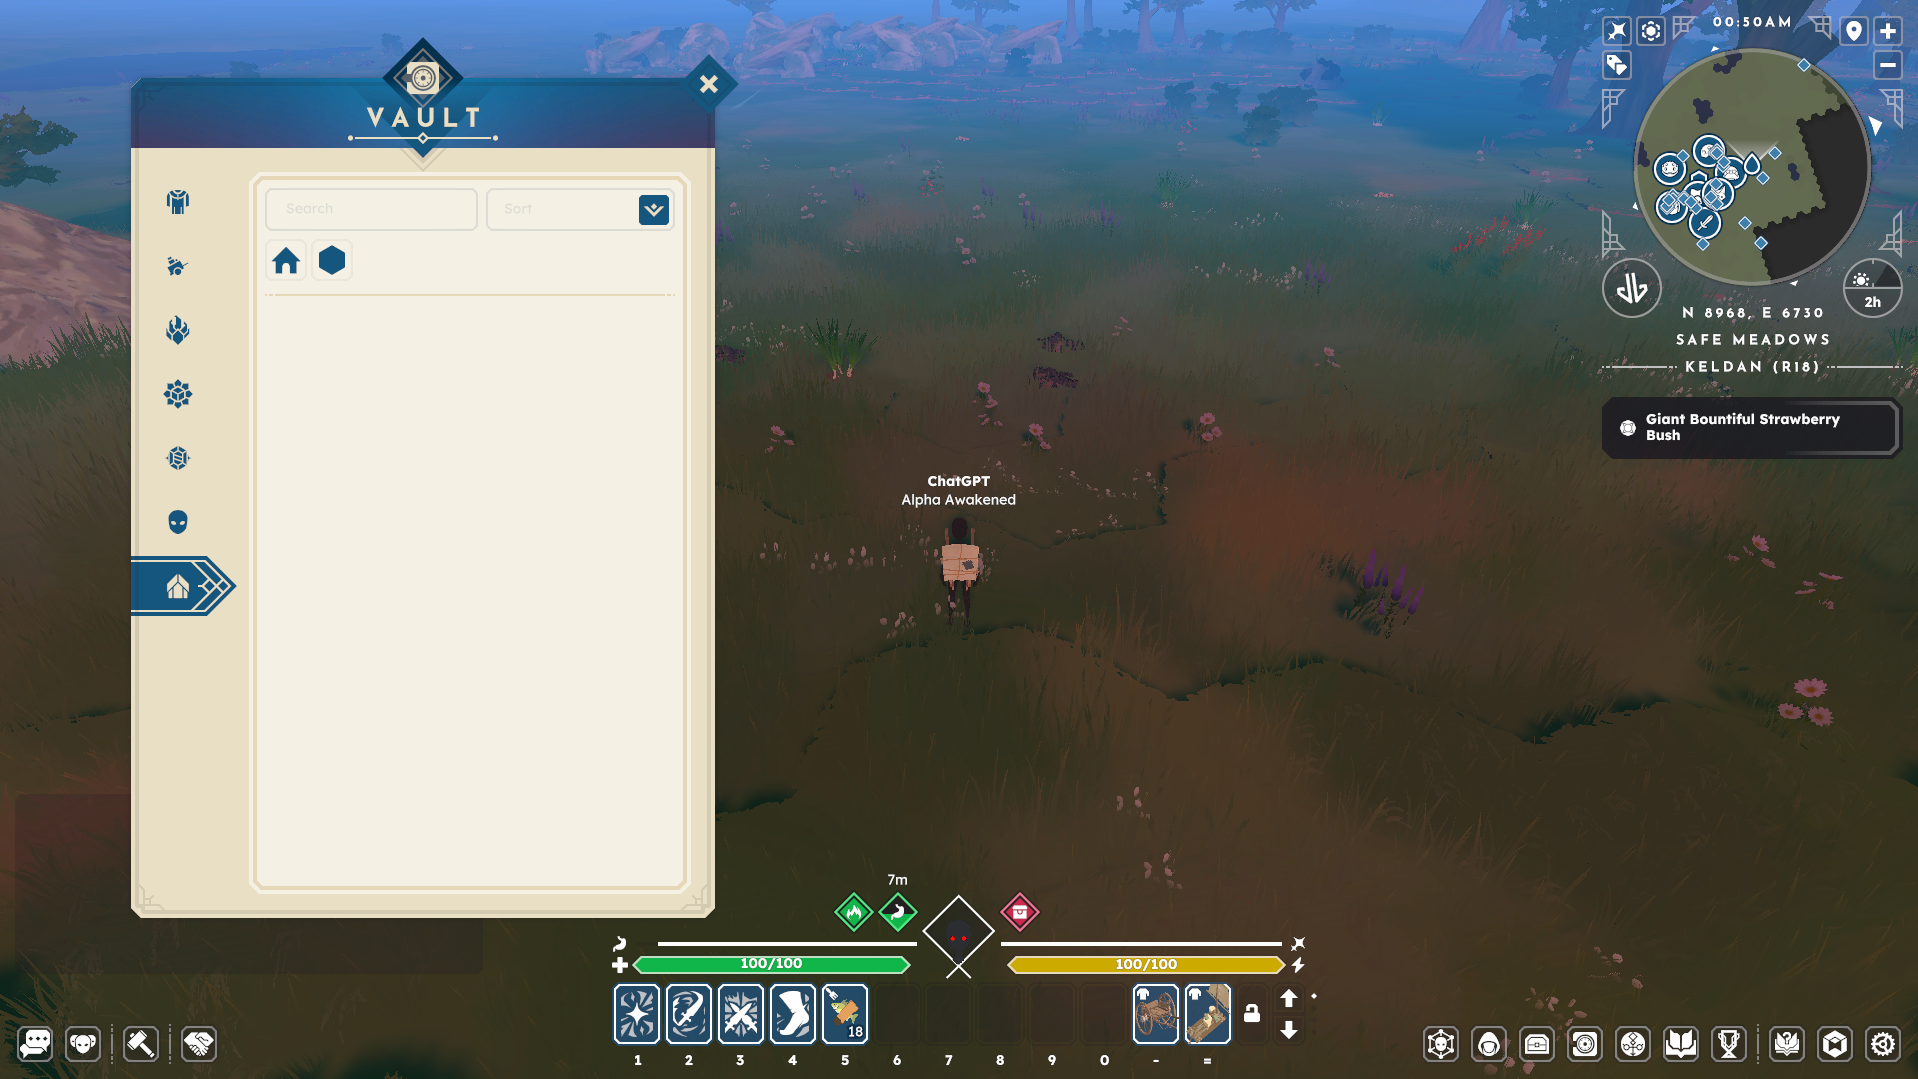 VAULT
Search
Sort
00:50AM
2h
N 8968, E 6730
SAFE MEADOWS
KELDAN (R18)
Giant Bountiful Strawberry
Bush
ChatGPT
Alpha Awakened
7m
100/100
100/100
18
1
2
3
4
5
6
7
8
9
0
-
=